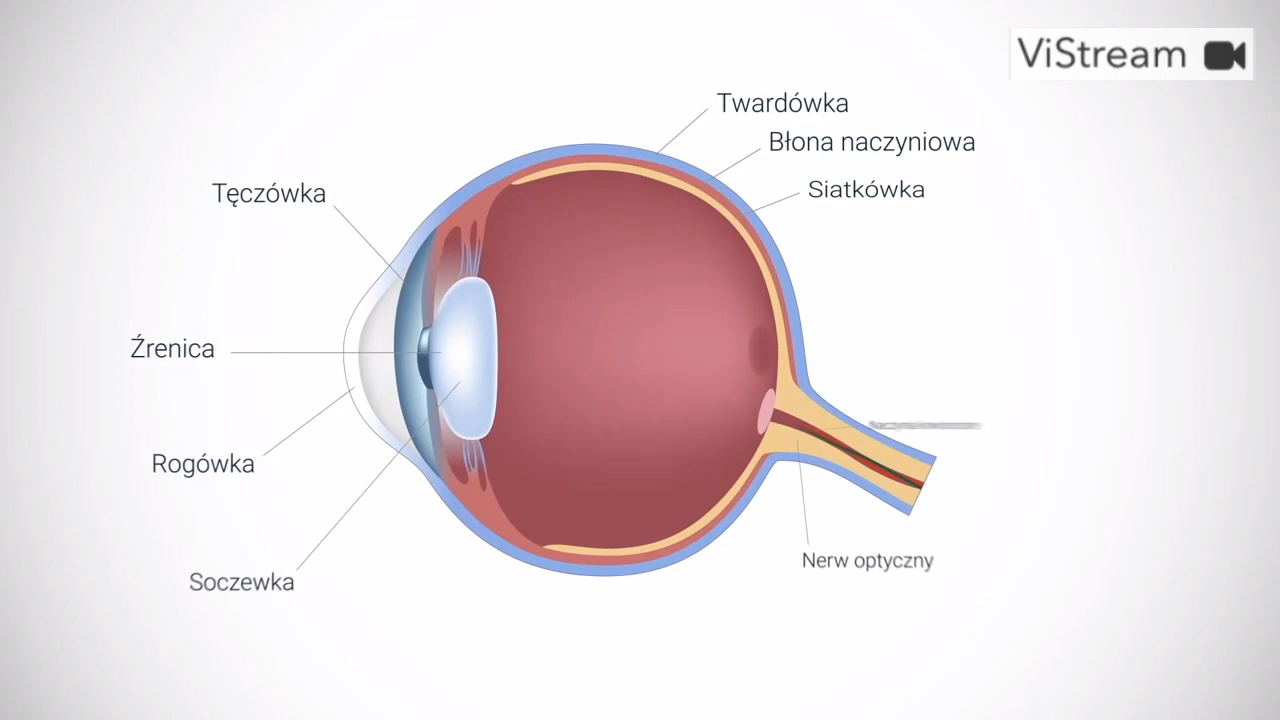 ViStream
Twardówka
Błona naczyniowa
Siatkówka
Tęczówka
Źrenica
Rogówka
Soczewka
Nerw optyczny